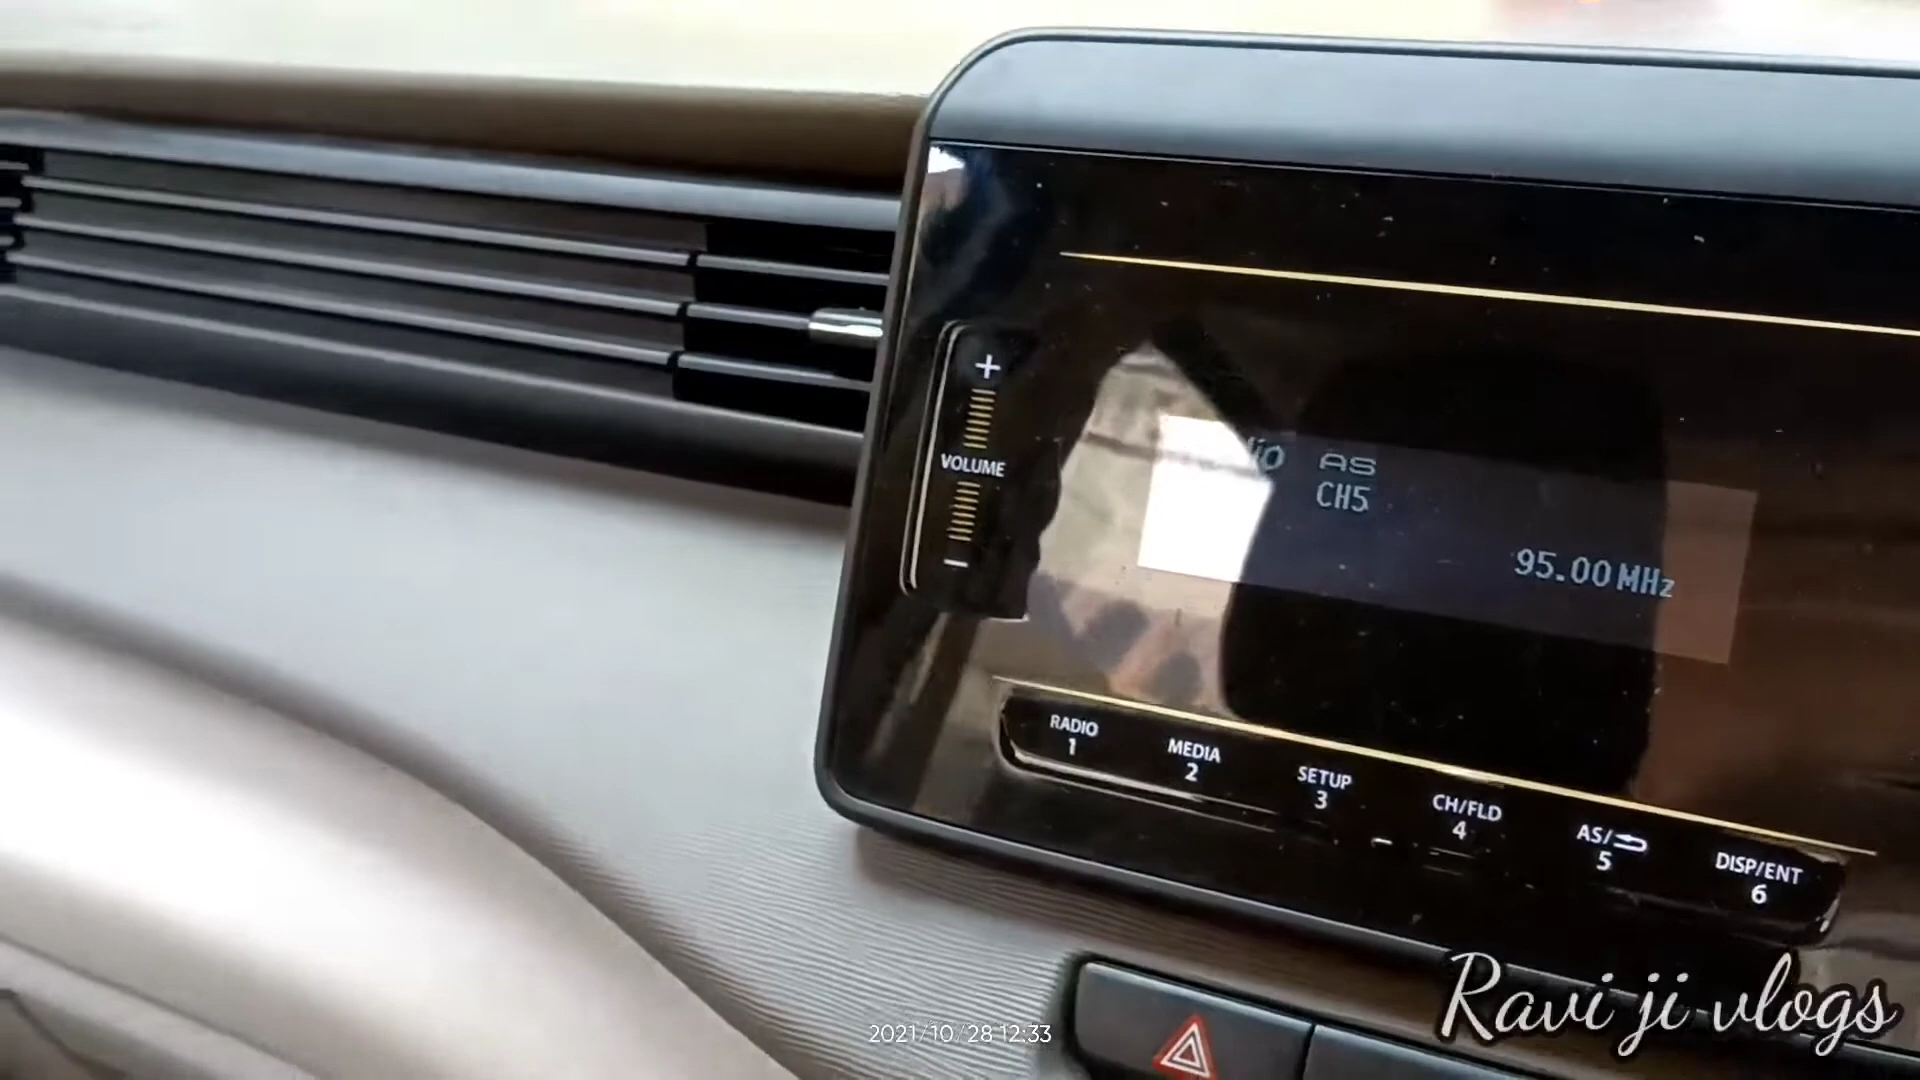 +
VOLUME
−
AS
CH5
95.00 MHz
RADIO
1
MEDIA
2
SETUP
3
CH/FLD
4
AS/
5
DISP/ENT
6
Ravi ji vlogs
2021/10/28 12:33